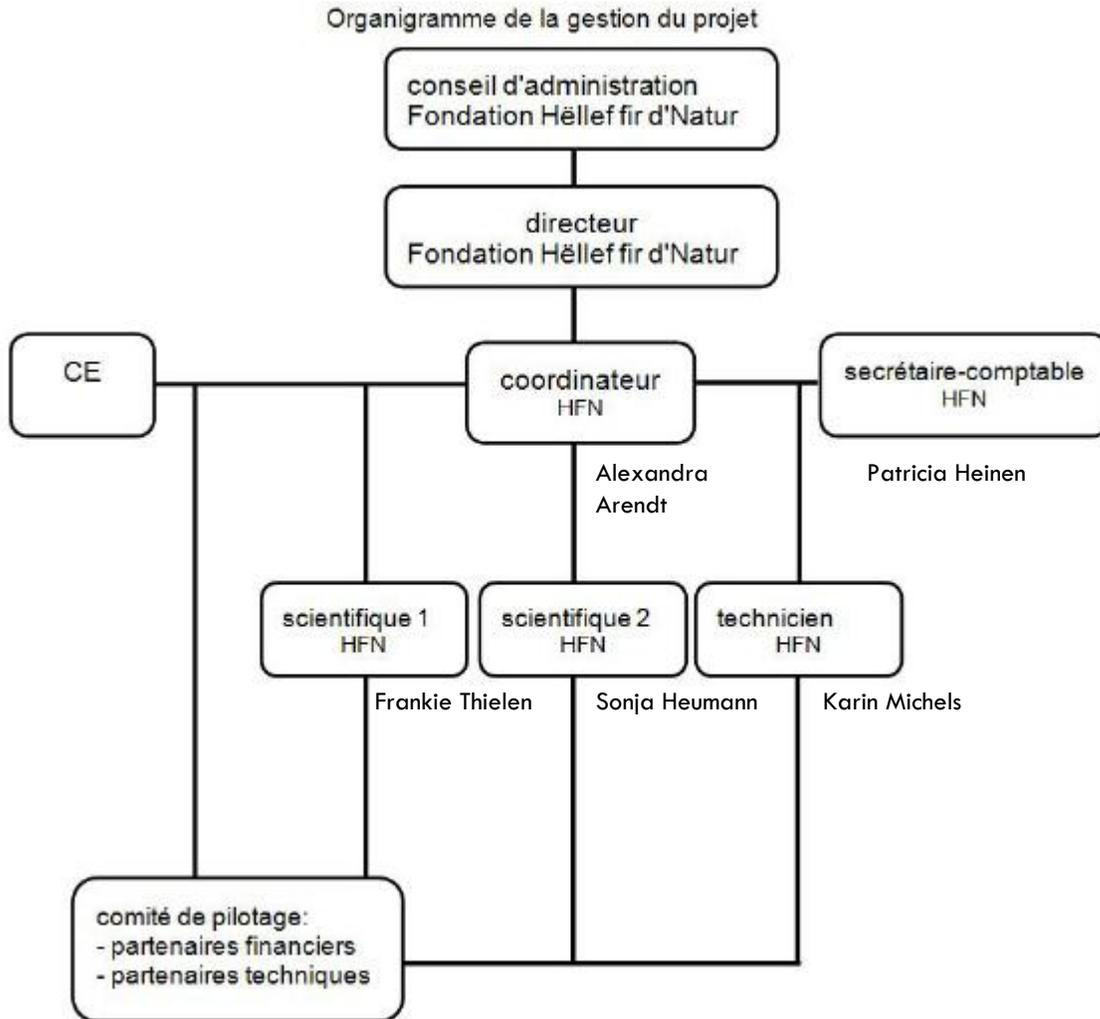 Organigramme de la gestion du projet
conseil d'administration
Fondation Hëllef fir d'Natur
directeur
Fondation Hëllef fir d'Natur
CE
coordinateur
HFN
secrétaire-comptable
HFN
Alexandra
Arendt
Patricia Heinen
scientifique 1
HFN
scientifique 2
HFN
technicien
HFN
Frankie Thielen
Sonja Heumann
Karin Michels
comité de pilotage:
- partenaires financiers
- partenaires techniques